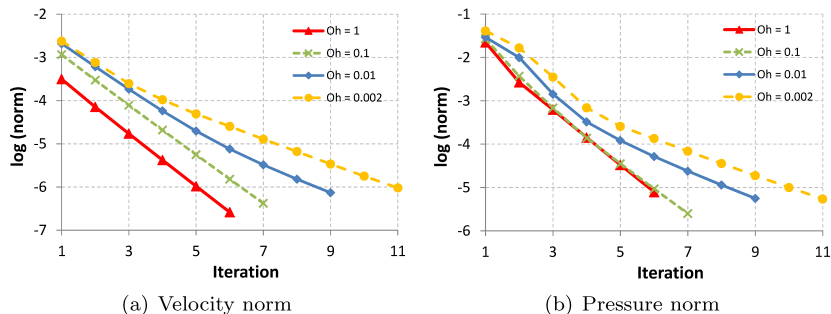 -2
-3
-4
-5
-6
-7
log (norm)
1 3 5 7 9 11
Iteration
Oh = 1
Oh = 0.1
Oh = 0.01
Oh = 0.002
(a) Velocity norm
-1
-2
-3
-4
-5
-6
log (norm)
1 3 5 7 9 11
Iteration
Oh = 1
Oh = 0.1
Oh = 0.01
Oh = 0.002
(b) Pressure norm